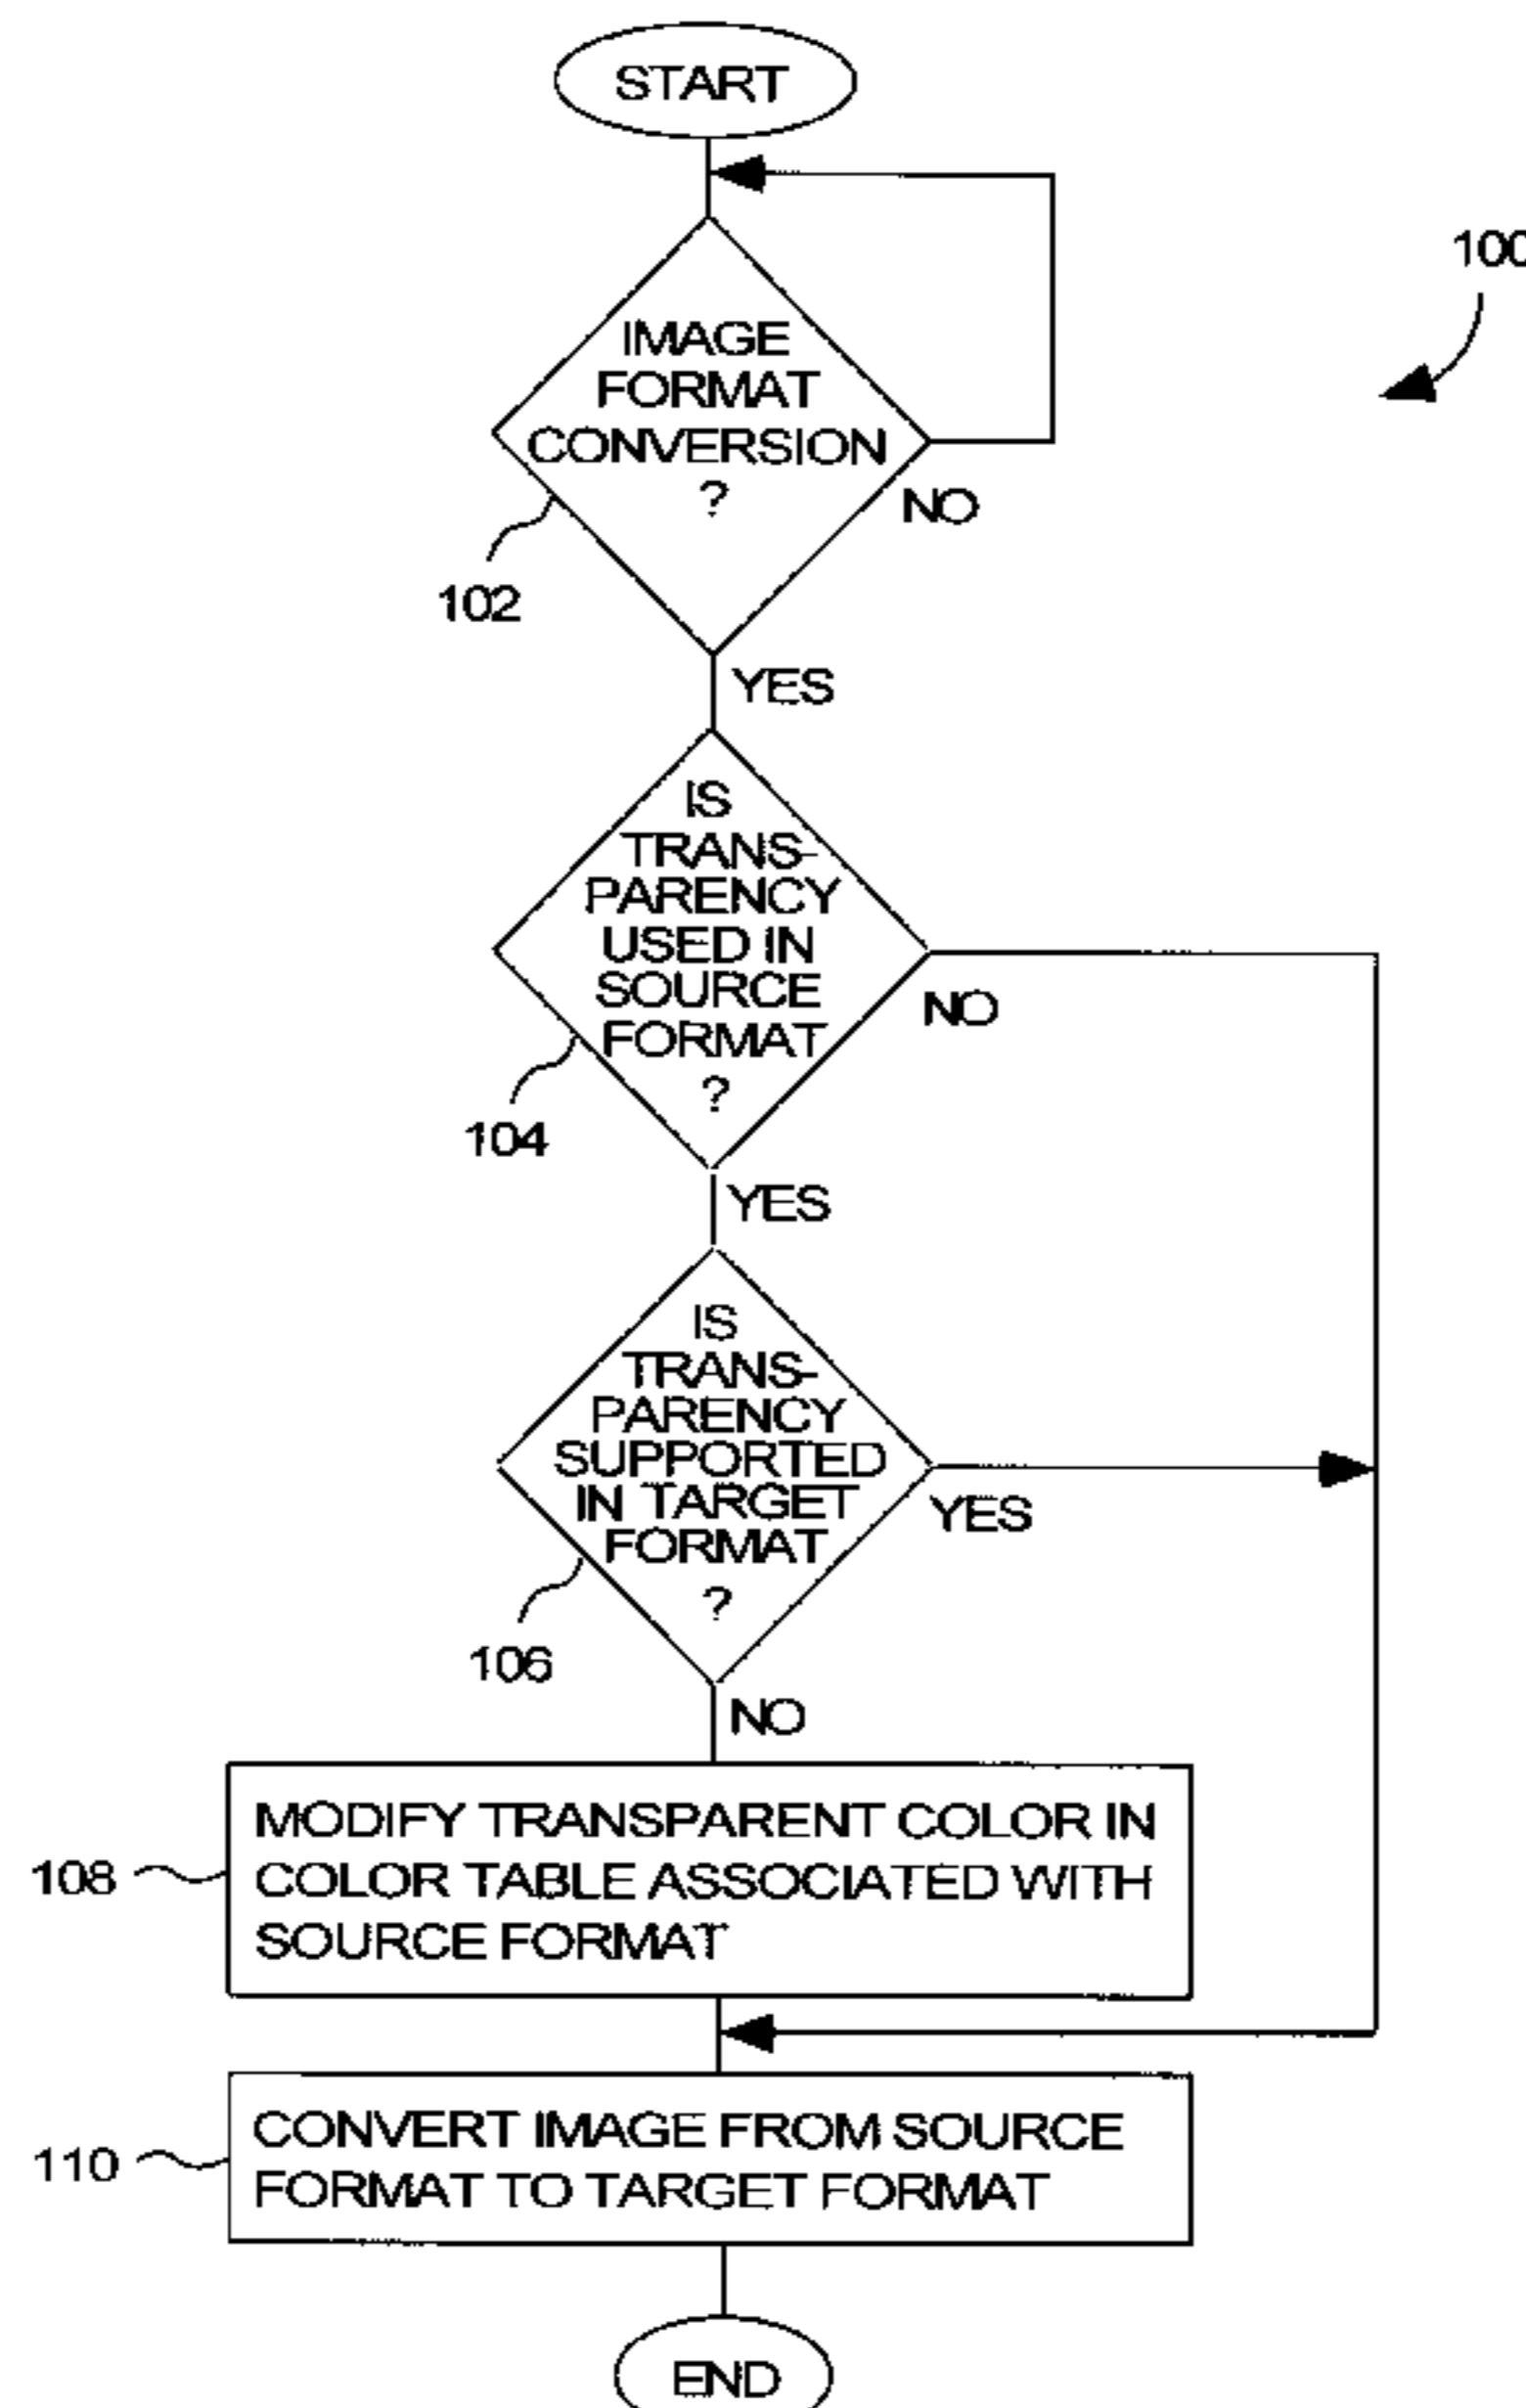 START
100
IMAGE
FORMAT
CONVERSION
?
NO
102
YES
IS
TRANS-
PARENCY
USED IN
SOURCE
FORMAT
?
NO
104
YES
IS
TRANS-
PARENCY
SUPPORTED
IN TARGET
FORMAT
?
YES
106
NO
MODIFY TRANSPARENT COLOR IN
COLOR TABLE ASSOCIATED WITH
SOURCE FORMAT
108
CONVERT IMAGE FROM SOURCE
FORMAT TO TARGET FORMAT
110
END